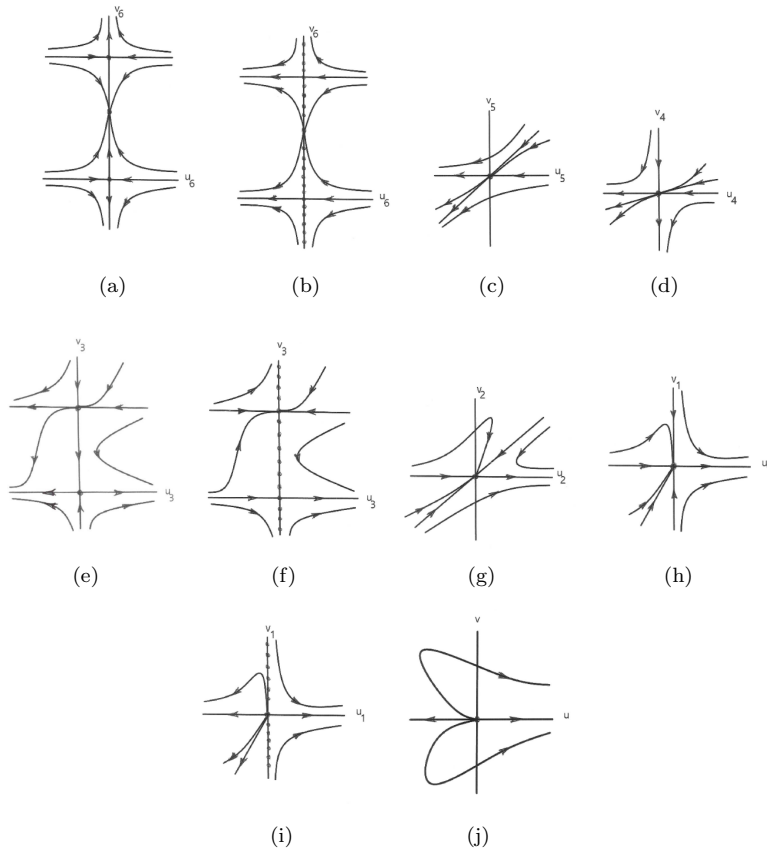 v₆
u₆
(a)
v₆
u₆
(b)
v₅
u₅
(c)
v₄
u₄
(d)
v₃
u₃
(e)
v₃
u₃
(f)
v₂
u₂
(g)
v₁
u
(h)
v₁
u₁
(i)
v
u
(j)